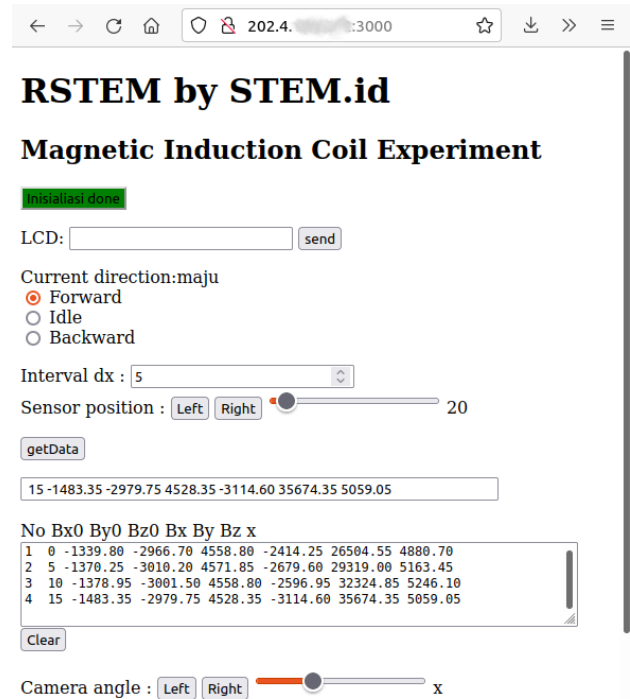 202.4. :3000
RSTEM by STEM.id
Magnetic Induction Coil Experiment
Inisialiasi done
LCD: send
Current direction:maju
Forward
Idle
Backward
Interval dx : 5
Sensor position : Left Right 20
getData
15 -1483.35 -2979.75 4528.35 -3114.60 35674.35 5059.05
No Bx0 By0 Bz0 Bx By Bz x
1 0 -1339.80 -2966.70 4558.80 -2414.25 26504.55 4880.70
2 5 -1370.25 -3010.20 4571.85 -2679.60 29319.00 5163.45
3 10 -1378.95 -3001.50 4558.80 -2596.95 32324.85 5246.10
4 15 -1483.35 -2979.75 4528.35 -3114.60 35674.35 5059.05
Clear
Camera angle : Left Right x